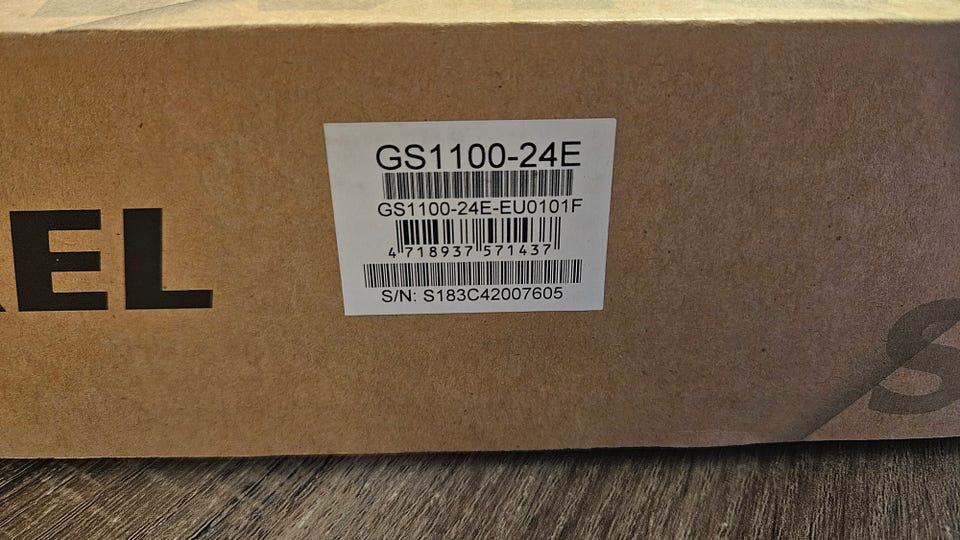 GS1100-24E
GS1100-24E-EU0101F
4 718937 571437
S/N: S183C42007605
EL
S